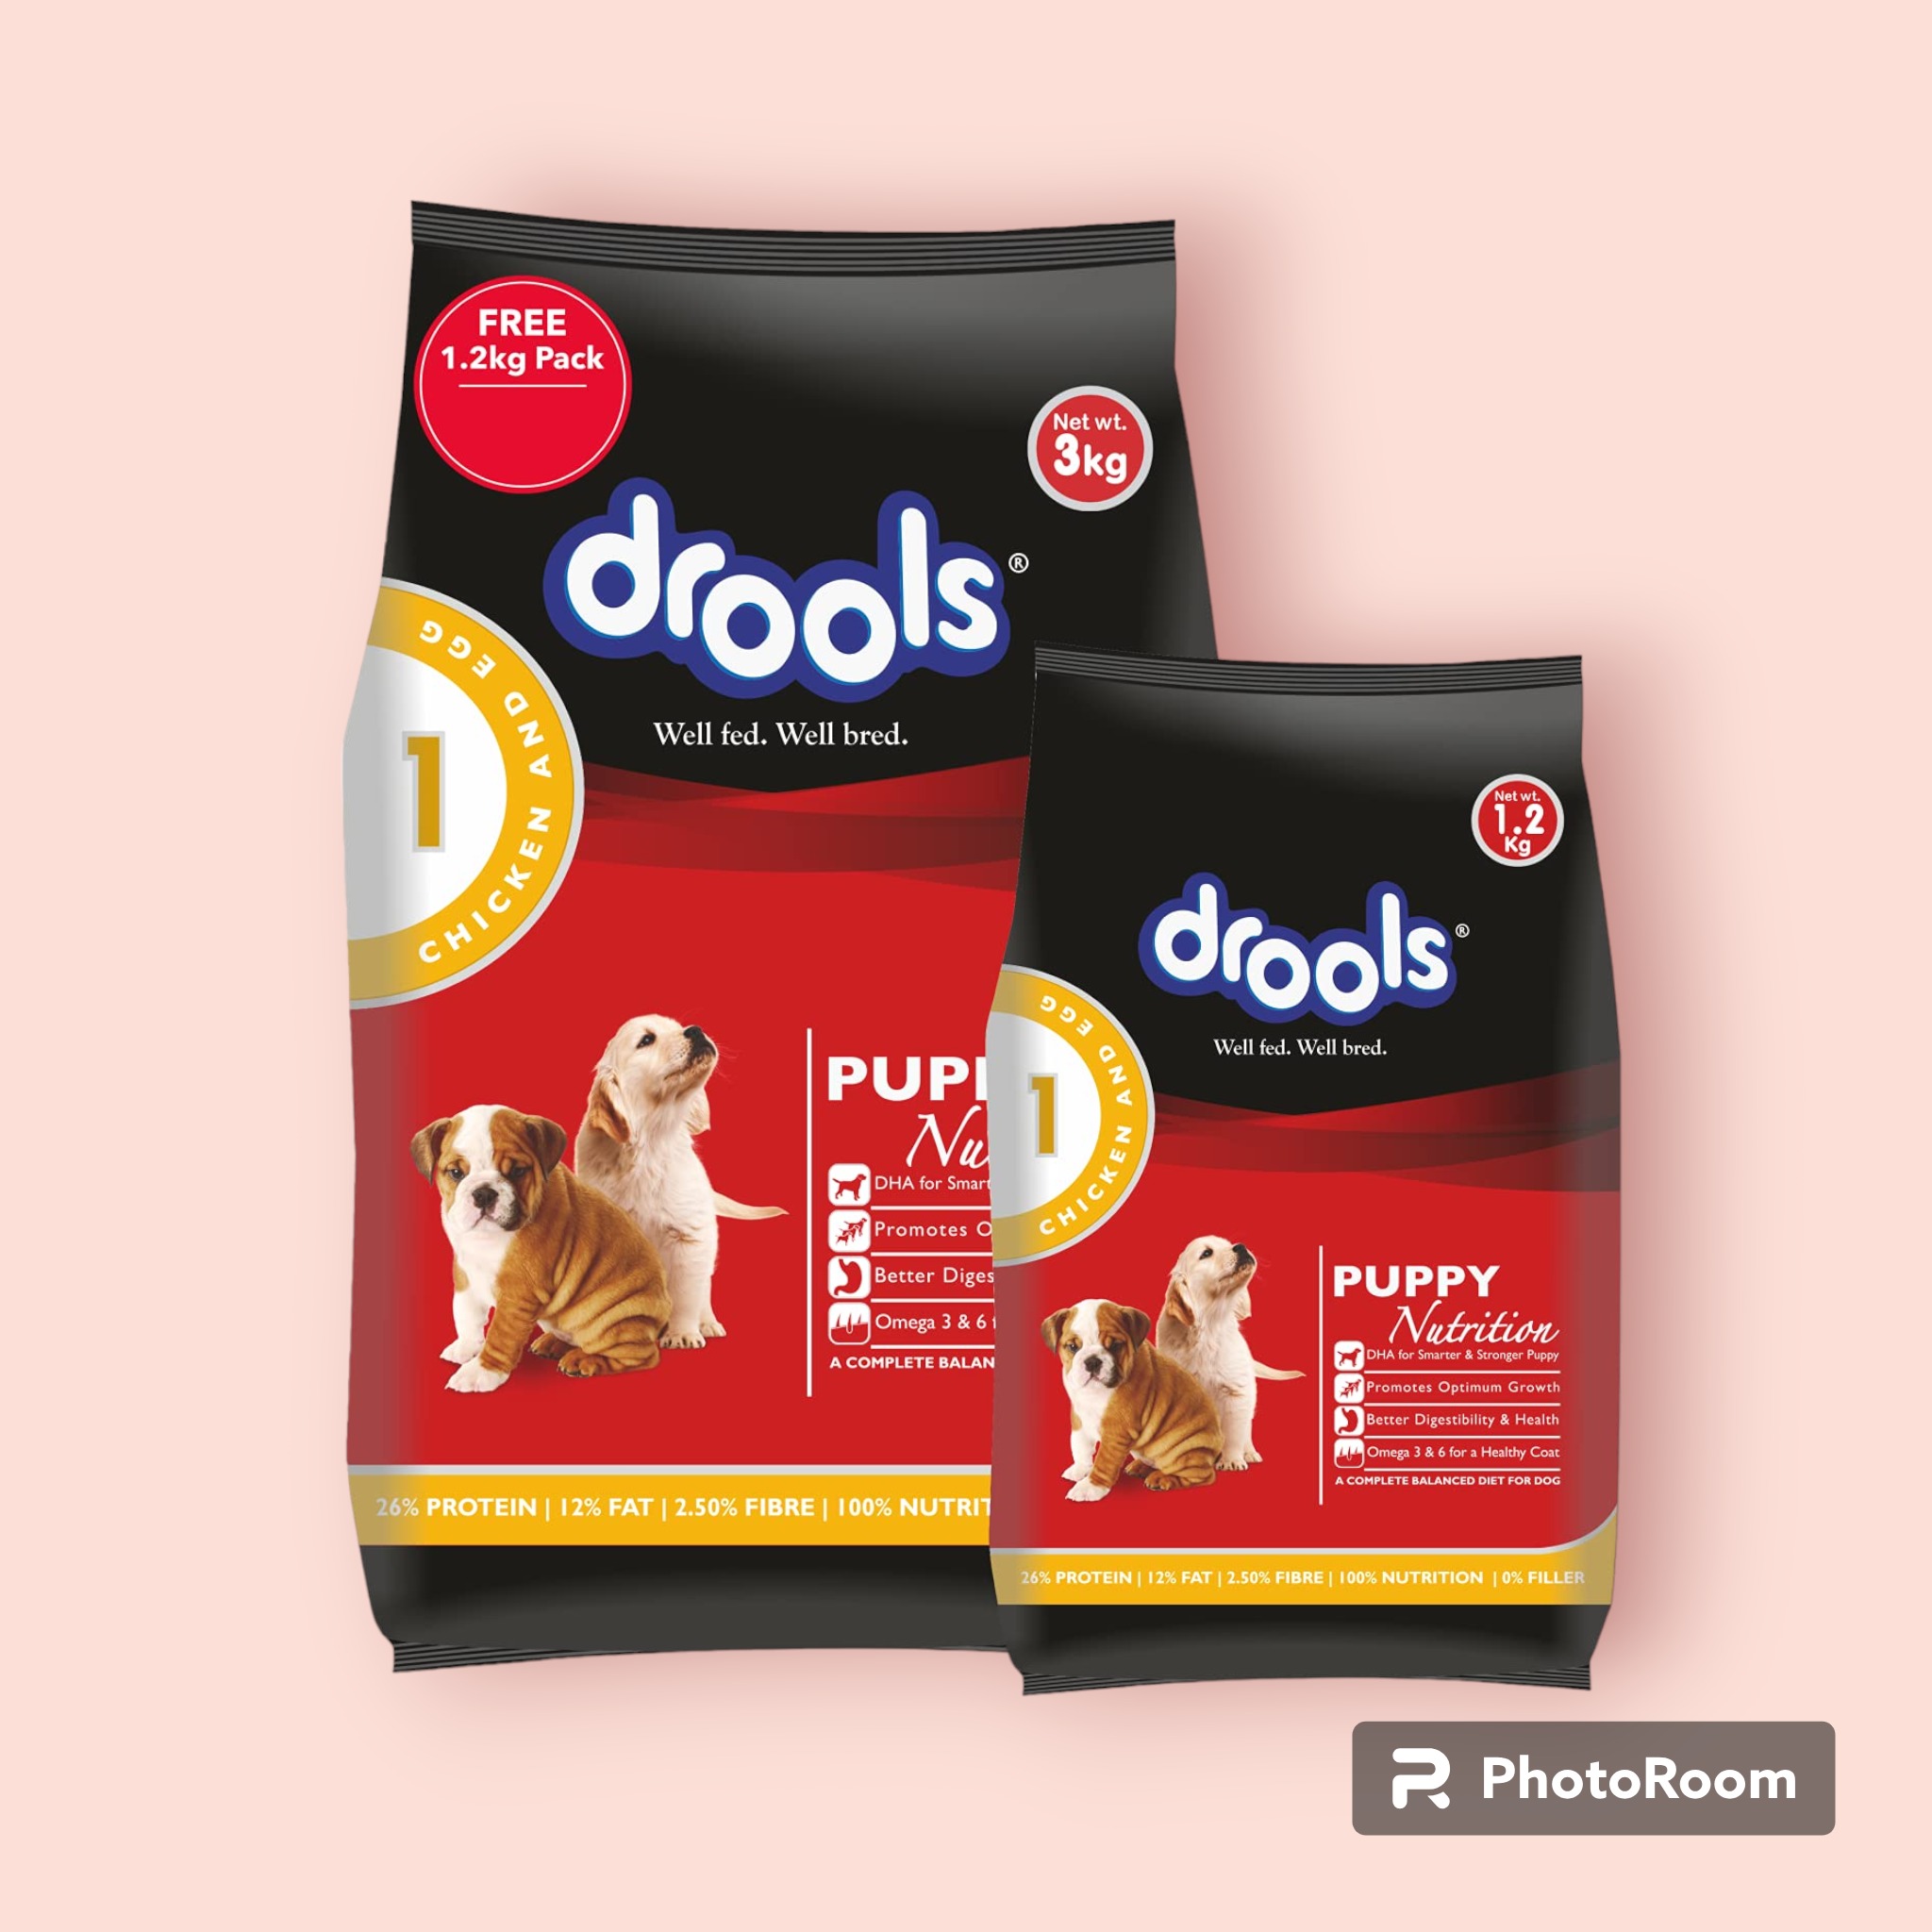 FREE
1.2kg Pack
Net wt.
3kg
drools®
Well fed. Well bred.
1
CHICKEN AND EGG
PUPP
Nu
DHA for Smart
Promotes O
Better Diges
Omega 3 & 6 f
A COMPLETE BALAN
26% PROTEIN | 12% FAT | 2.50% FIBRE | 100% NUTRIT
Net wt.
1.2
Kg
drools®
Well fed. Well bred.
1
CHICKEN AND EGG
PUPPY
Nutrition
DHA for Smarter & Stronger Puppy
Promotes Optimum Growth
Better Digestibility & Health
Omega 3 & 6 for a Healthy Coat
A COMPLETE BALANCED DIET FOR DOG
26% PROTEIN | 12% FAT | 2.50% FIBRE | 100% NUTRITION | 0% FILLER
PhotoRoom